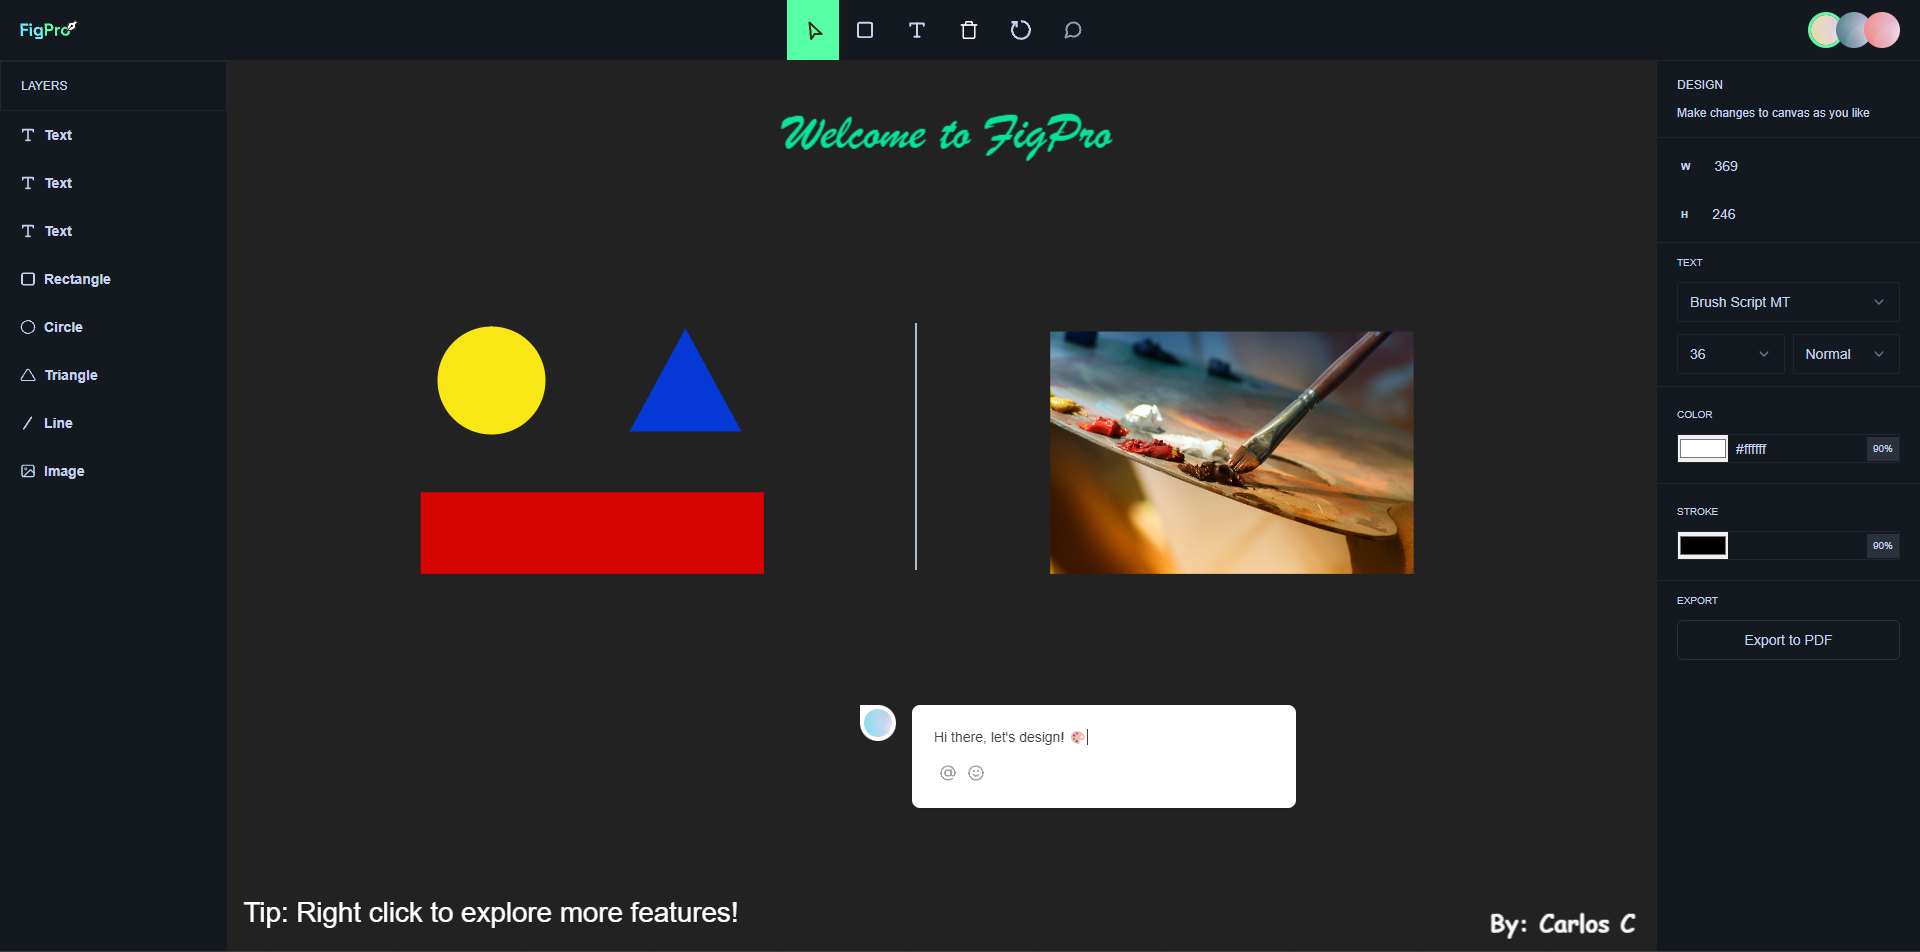 FigPro
LAYERS
Text
Text
Text
Rectangle
Circle
Triangle
Line
Image
Welcome to FigPro
Hi there, let's design! 🎨
Tip: Right click to explore more features!
By: Carlos C
DESIGN
Make changes to canvas as you like
W 369
H 246
TEXT
Brush Script MT
36 Normal
COLOR
#ffffff 90%
STROKE
90%
EXPORT
Export to PDF